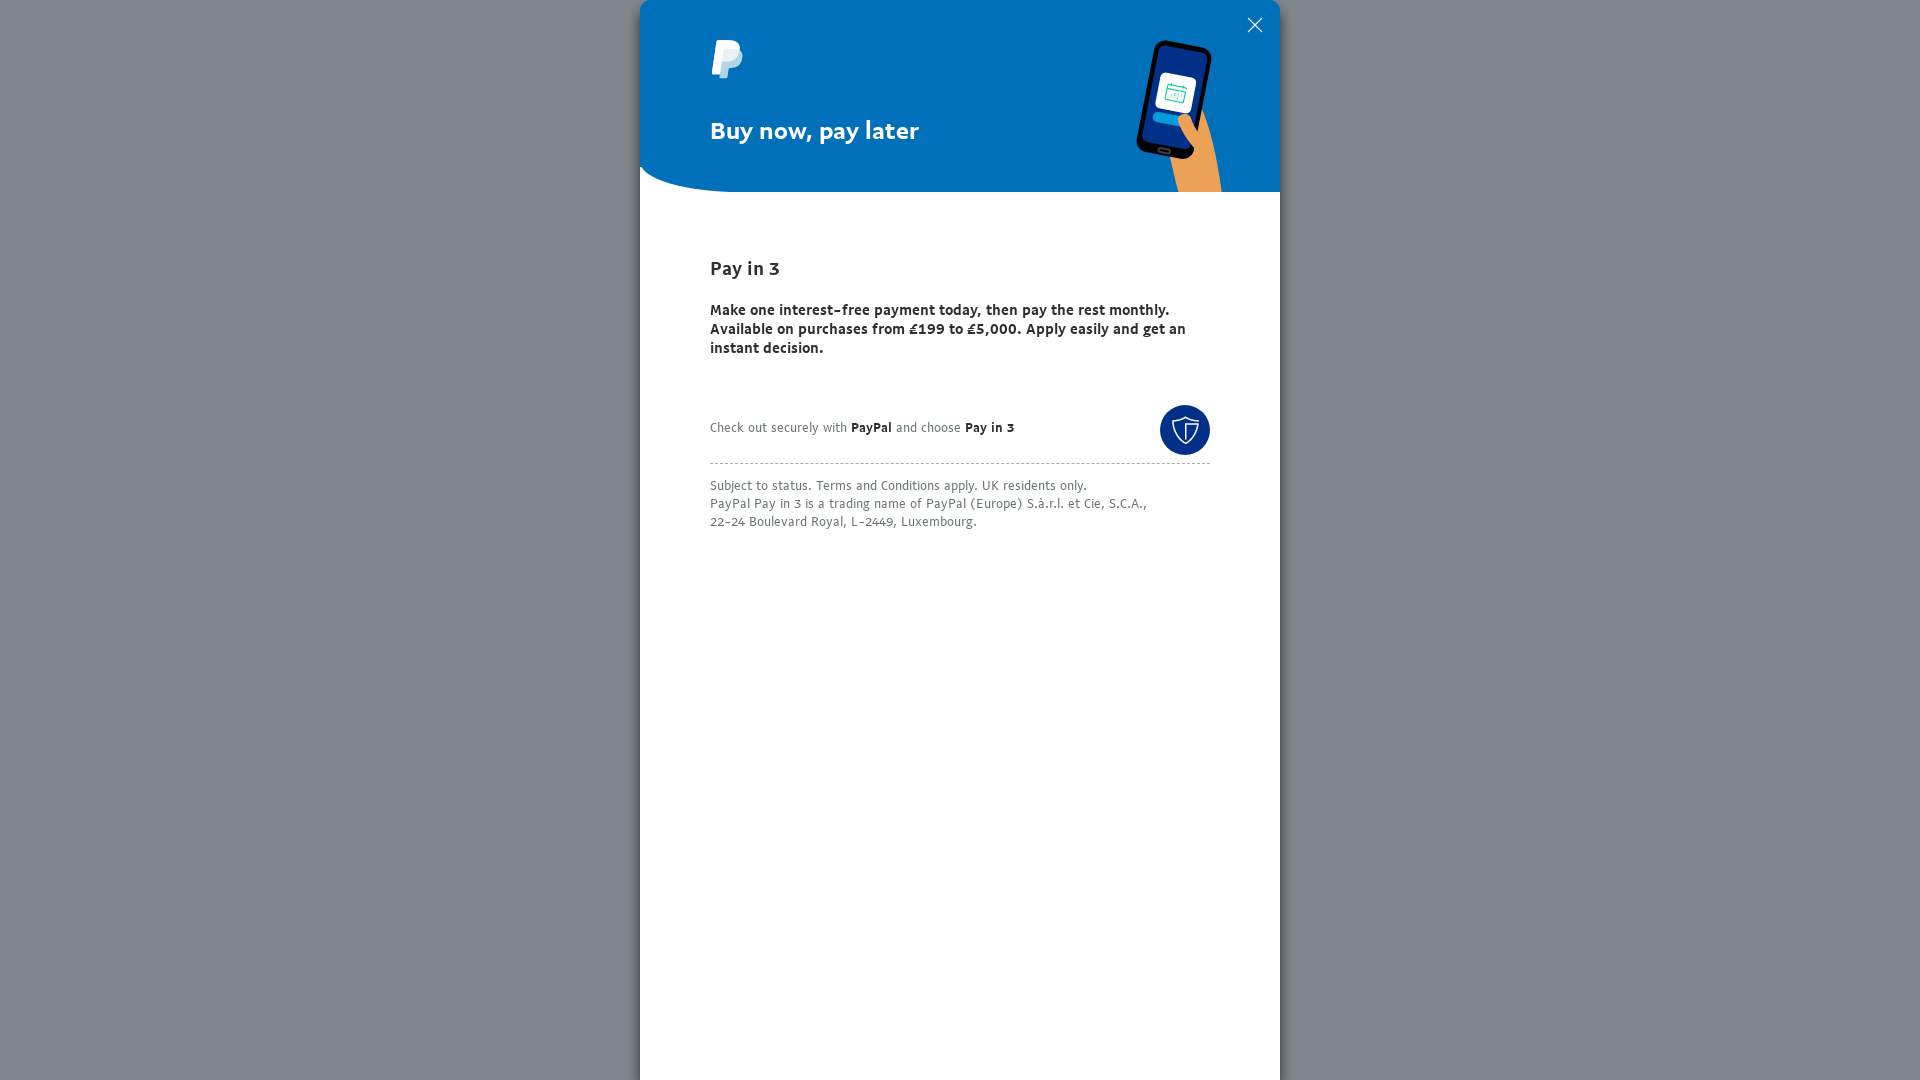 Buy now, pay later
Pay in 3
Make one interest-free payment today, then pay the rest monthly.
Available on purchases from £199 to £5,000. Apply easily and get an
instant decision.
Check out securely with PayPal and choose Pay in 3
Subject to status. Terms and Conditions apply. UK residents only.
PayPal Pay in 3 is a trading name of PayPal (Europe) S.à.r.l. et Cie, S.C.A.,
22-24 Boulevard Royal, L-2449, Luxembourg.